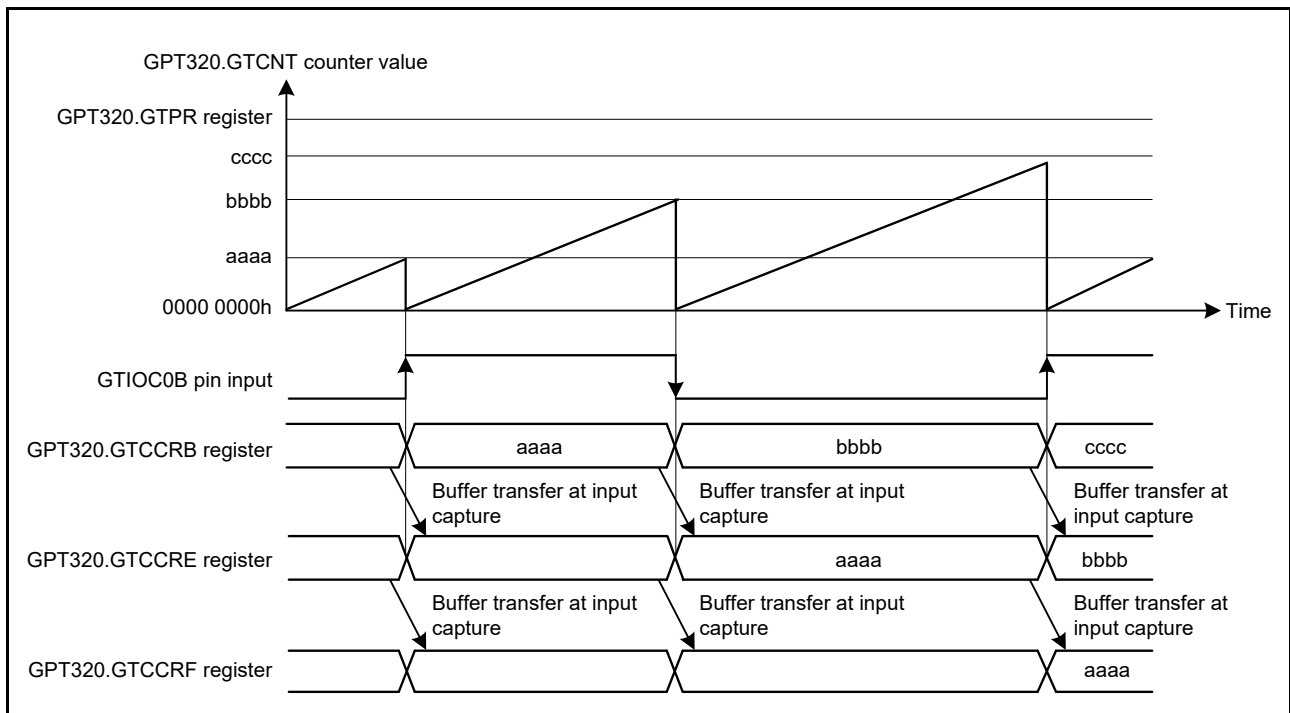 GPT320.GTCNT counter value
GPT320.GTPR register
cccc
bbbb
aaaa
0000 0000h
Time
GTIOC0B pin input
GPT320.GTCCRB register
aaaa
bbbb
cccc
Buffer transfer at input
capture
Buffer transfer at input
capture
Buffer transfer at
input capture
GPT320.GTCCRE register
aaaa
bbbb
Buffer transfer at input
capture
Buffer transfer at input
capture
Buffer transfer at
input capture
GPT320.GTCCRF register
aaaa